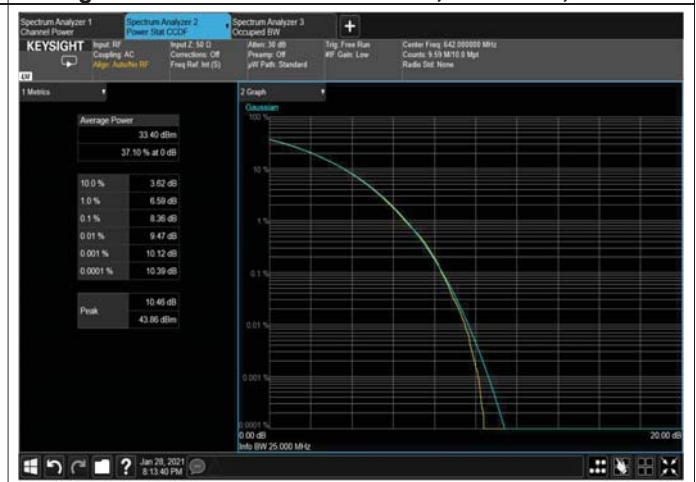 Spectrum Analyzer 1
Channel Power
Spectrum Analyzer 2
Power Stat CCDF
Spectrum Analyzer 3
Occupied BW
KEYSIGHT
Input: RF
Coupling: AC
Align: Auto/No RF
Input Z: 50 Ω
Corrections: Off
Freq Ref: Int (S)
Atten: 30 dB
Preamp: Off
µW Path: Standard
Trig: Free Run
#IF Gain: Low
Center Freq: 642.000000 MHz
Counts: 9.59 M/10.0 Mpt
Radio Std: None
1 Metrics
Average Power
33.40 dBm
37.10 % at 0 dB
10.0 % 3.62 dB
1.0 % 6.59 dB
0.1 % 8.36 dB
0.01 % 9.47 dB
0.001 % 10.12 dB
0.0001 % 10.39 dB
Peak
10.46 dB
43.86 dBm
2 Graph
Gaussian
100 %
10 %
1 %
0.1 %
0.01 %
0.001 %
0.0001 %
0.00 dB
20.00 dB
Info BW 25.000 MHz
Jan 28, 2021
8:13:40 PM